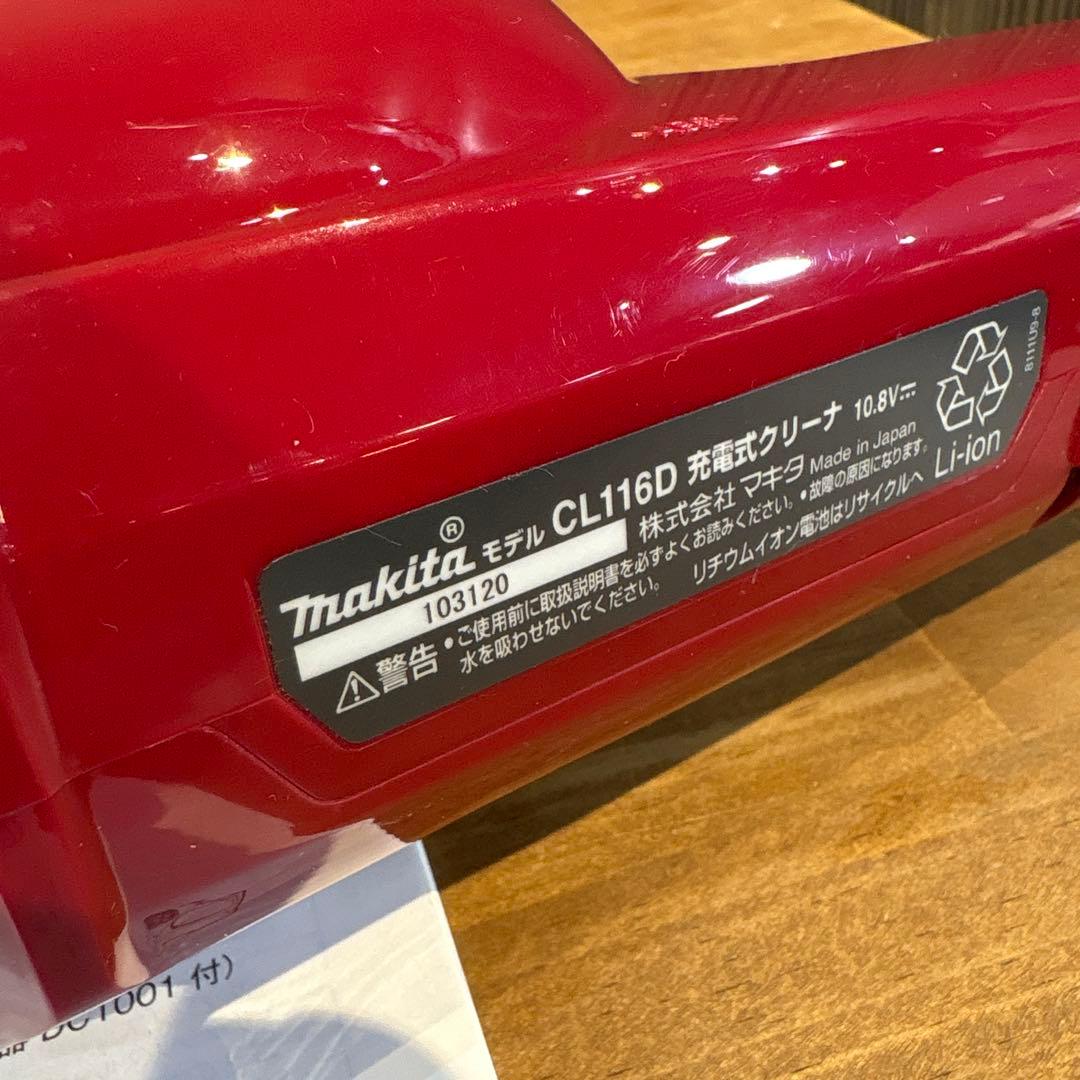 makita® モデル CL116D 充電式クリーナ 10.8V⎓
103120 株式会社 マキタ Made in Japan
⚠警告 •ご使用前に取扱説明書を必ずよくお読みください。 •故障の原因になります。
水を吸わせないでください。 リチウムイオン電池はリサイクルへ
Li-ion
8111U9-8
器 DC1001 付)